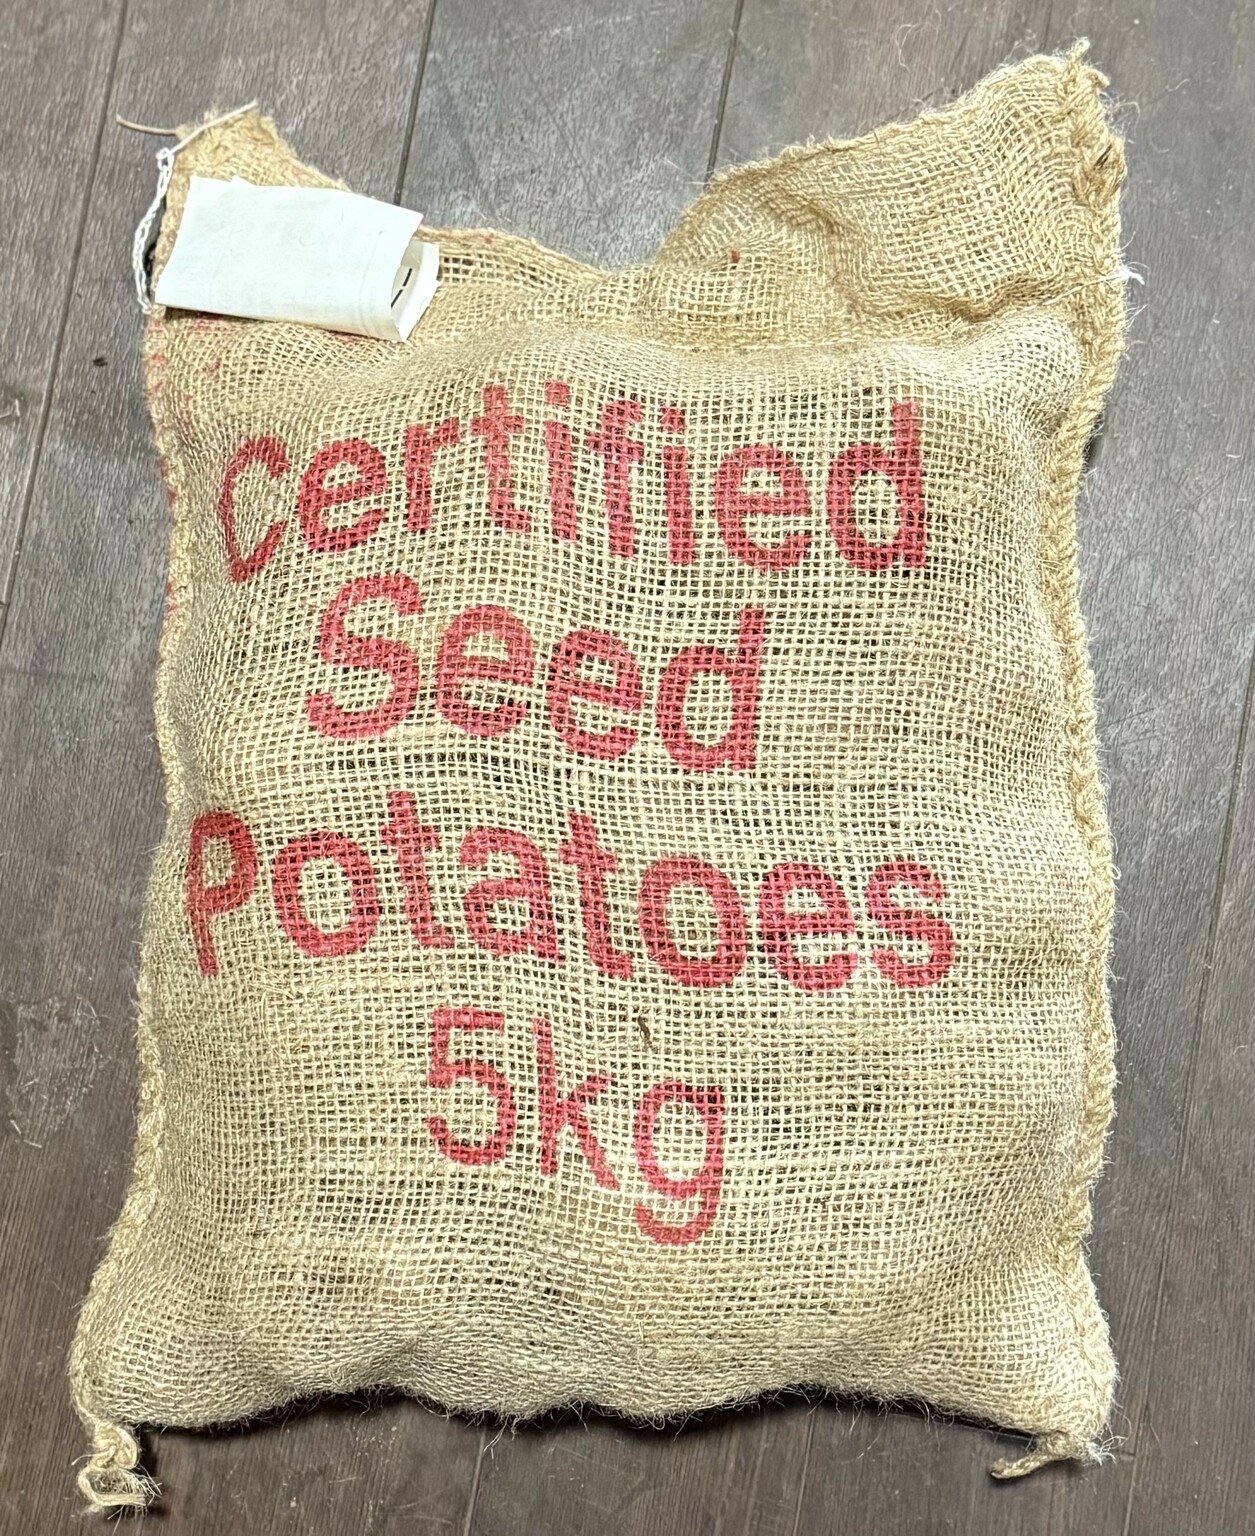 Certified
Seed
Potatoes
5kg